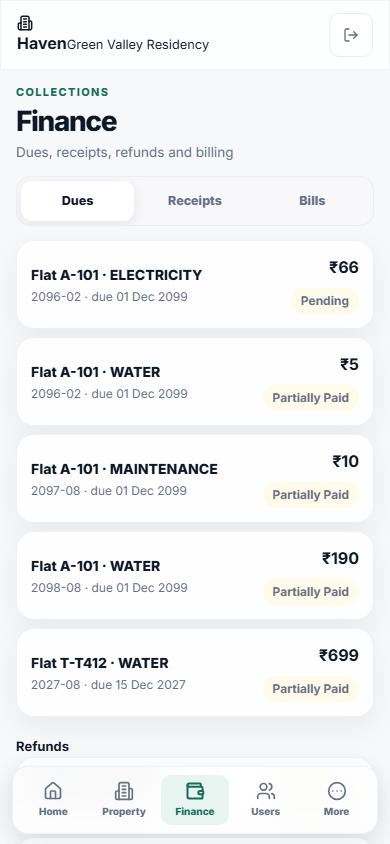 HavenGreen Valley Residency
COLLECTIONS
Finance
Dues, receipts, refunds and billing
Dues Receipts Bills
Flat A-101 · ELECTRICITY
2096-02 · due 01 Dec 2099
₹66
Pending
Flat A-101 · WATER
2096-02 · due 01 Dec 2099
₹5
Partially Paid
Flat A-101 · MAINTENANCE
2097-08 · due 01 Dec 2099
₹10
Partially Paid
Flat A-101 · WATER
2098-08 · due 01 Dec 2099
₹190
Partially Paid
Flat T-T412 · WATER
2027-08 · due 15 Dec 2027
₹699
Partially Paid
Refunds
Home Property Finance Users More